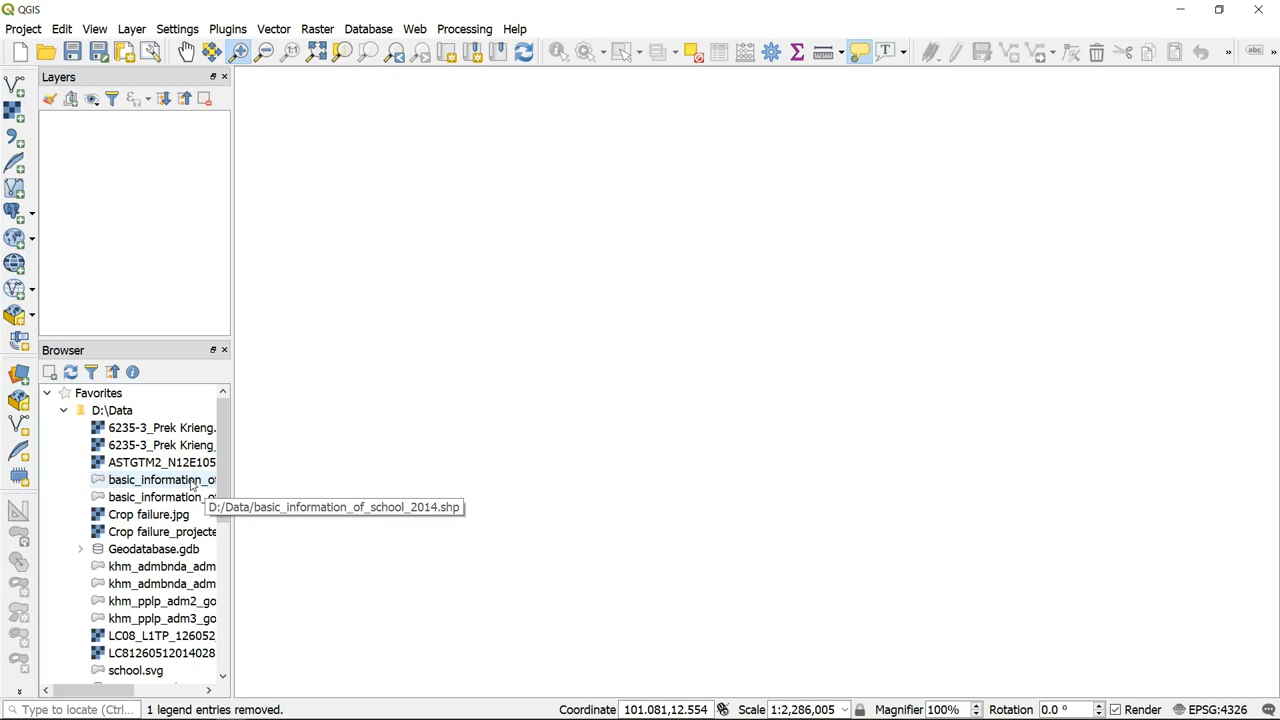 QGIS
Project Edit View Layer Settings Plugins Vector Raster Database Web Processing Help
Layers
Browser
Favorites
D:\Data
6235-3_Prek Krieng.
6235-3_Prek Krieng_
ASTGTM2_N12E105
basic_information_o
basic_information_o
D:/Data/basic_information_of_school_2014.shp
Crop failure.jpg
Crop failure_projecte
Geodatabase.gdb
khm_admbnda_adm
khm_admbnda_adm
khm_pplp_adm2_go
khm_pplp_adm3_go
LC08_L1TP_126052
LC81260512014028
school.svg
Type to locate (Ctrl... 1 legend entries removed. Coordinate 101.081,12.554 Scale 1:2,286,005 Magnifier 100% Rotation 0.0 ° Render EPSG:4326